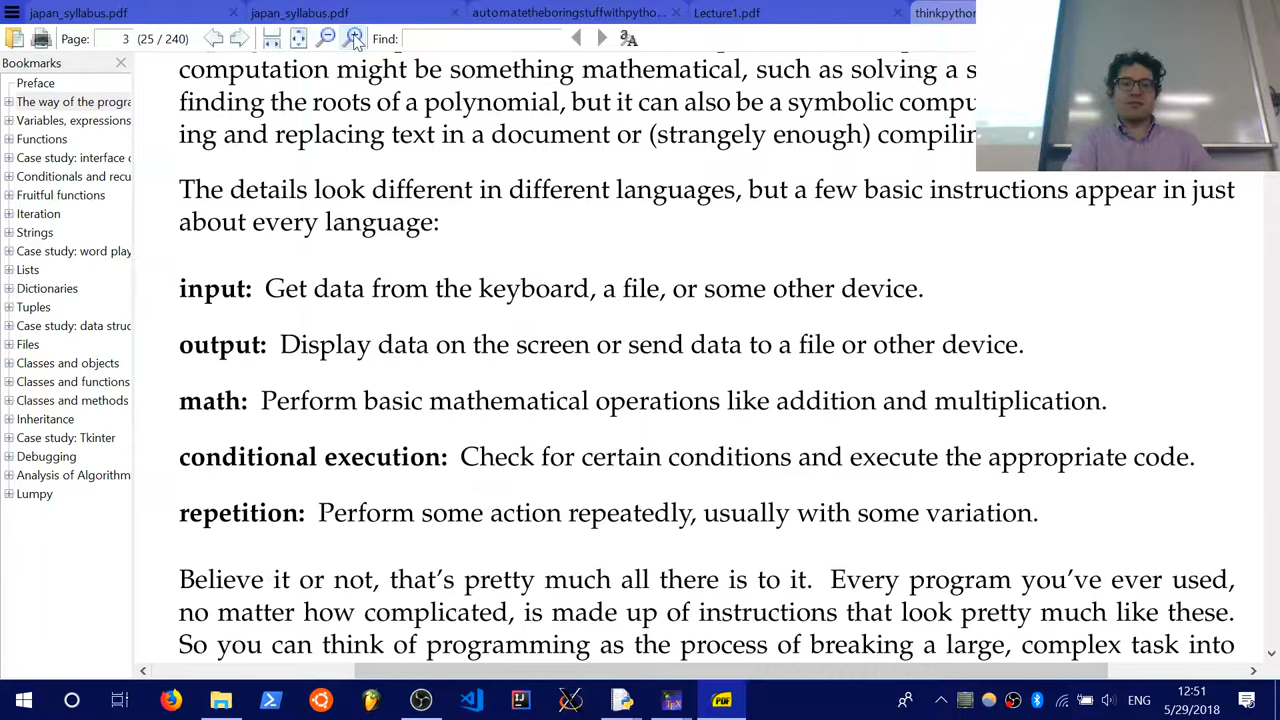 japan_syllabus.pdf
japan_syllabus.pdf
automatetheboringstuffwithpytho...
Lecture1.pdf
thinkpython
Page: 3 (25 / 240)
Find:
Bookmarks
Preface
The way of the progra
Variables, expressions
Functions
Case study: interface c
Conditionals and recu
Fruitful functions
Iteration
Strings
Case study: word play
Lists
Dictionaries
Tuples
Case study: data struc
Files
Classes and objects
Classes and functions
Classes and methods
Inheritance
Case study: Tkinter
Debugging
Analysis of Algorithm
Lumpy
computation might be something mathematical, such as solving a s
finding the roots of a polynomial, but it can also be a symbolic compu
ing and replacing text in a document or (strangely enough) compilin
The details look different in different languages, but a few basic instructions appear in just
about every language:
input: Get data from the keyboard, a file, or some other device.
output: Display data on the screen or send data to a file or other device.
math: Perform basic mathematical operations like addition and multiplication.
conditional execution: Check for certain conditions and execute the appropriate code.
repetition: Perform some action repeatedly, usually with some variation.
Believe it or not, that's pretty much all there is to it. Every program you've ever used,
no matter how complicated, is made up of instructions that look pretty much like these.
So you can think of programming as the process of breaking a large, complex task into
PDF
ENG
12:51
5/29/2018